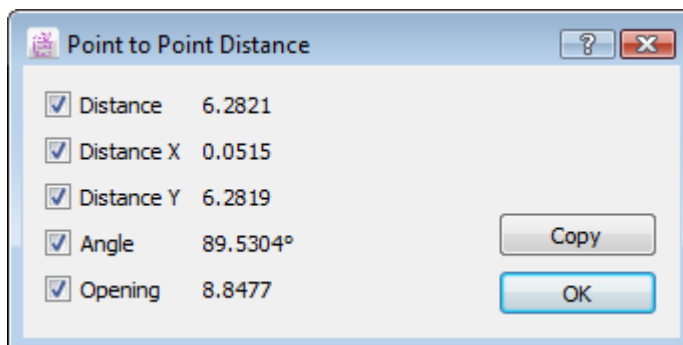 Point to Point Distance
Distance 6.2821
Distance X 0.0515
Distance Y 6.2819
Angle 89.5304°
Opening 8.8477
Copy
OK